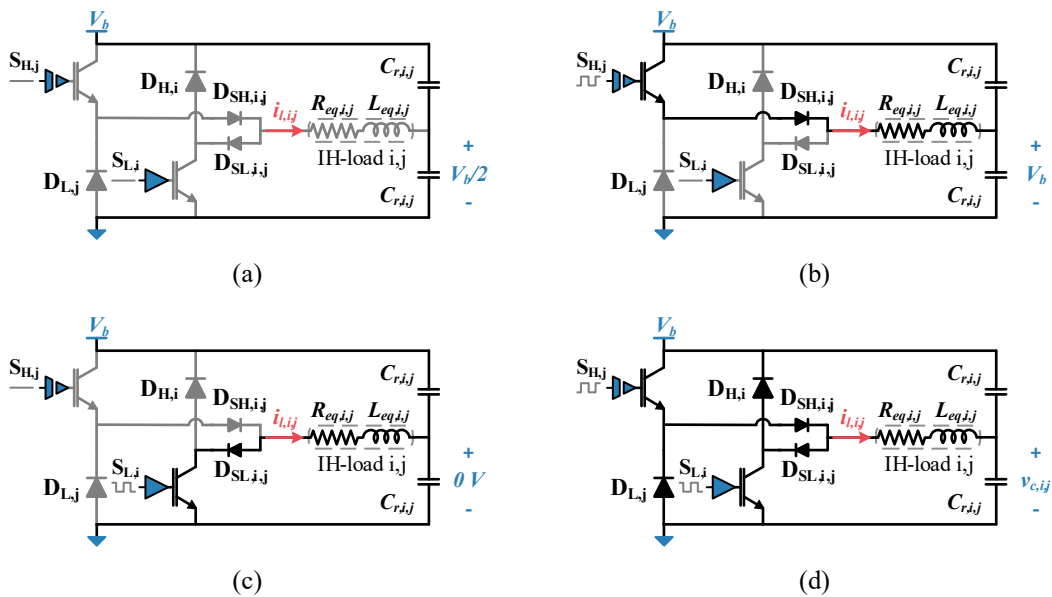 V_b
S_H,j
D_H,i
D_SH,i,j
C_r,i,j
i_l,i,j
R_eq,i,j
L_eq,i,j
IH-load i,j
S_L,i
D_SL,i,j
D_L,j
C_r,i,j
+
V_b/2
-
(a)
V_b
S_H,j
D_H,i
D_SH,i,j
C_r,i,j
i_l,i,j
R_eq,i,j
L_eq,i,j
IH-load i,j
S_L,i
D_SL,i,j
D_L,j
C_r,i,j
+
V_b
-
(b)
V_b
S_H,j
D_H,i
D_SH,i,j
C_r,i,j
i_l,i,j
R_eq,i,j
L_eq,i,j
IH-load i,j
S_L,i
D_SL,i,j
D_L,j
C_r,i,j
+
0 V
-
(c)
V_b
S_H,j
D_H,i
D_SH,i,j
C_r,i,j
i_l,i,j
R_eq,i,j
L_eq,i,j
IH-load i,j
S_L,i
D_SL,i,j
D_L,j
C_r,i,j
+
v_c,i,j
-
(d)